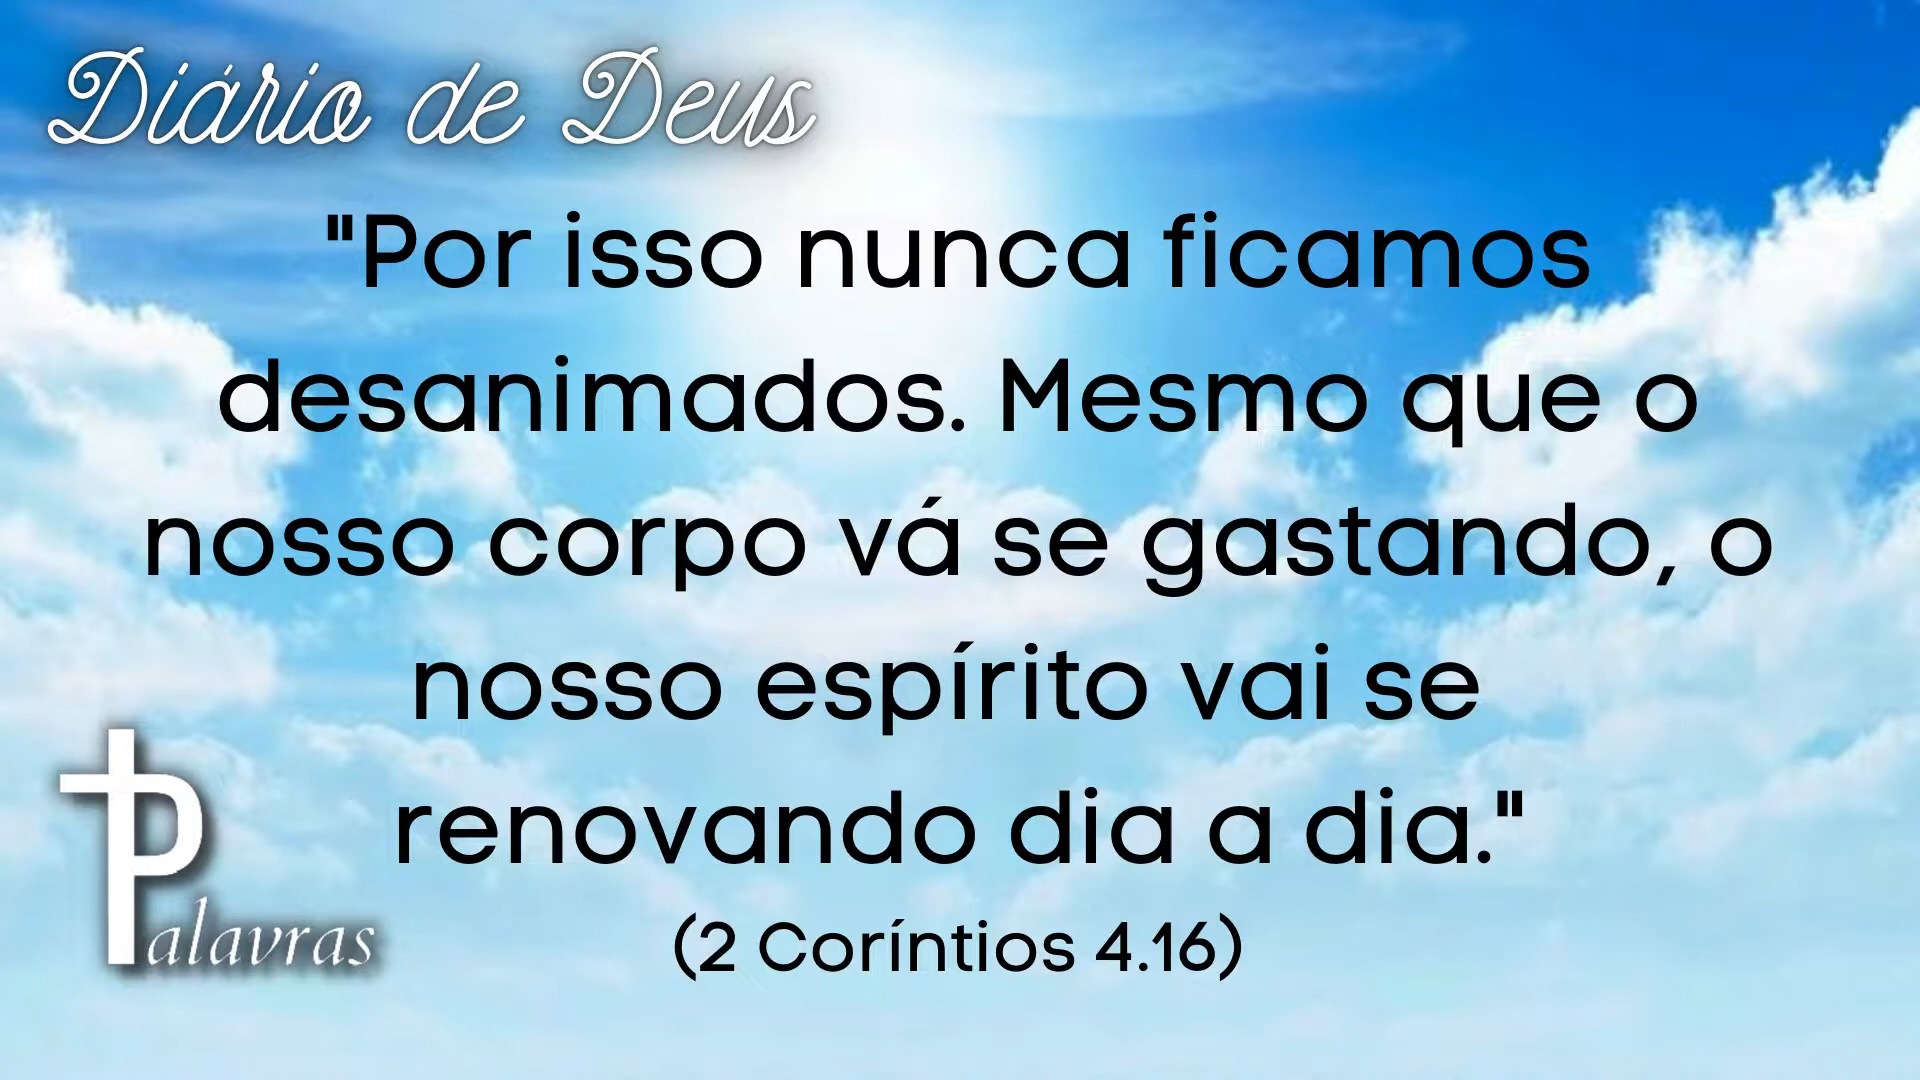 Diário de Deus
"Por isso nunca ficamos
desanimados. Mesmo que o
nosso corpo vá se gastando, o
nosso espírito vai se
renovando dia a dia."
(2 Coríntios 4.16)
Palavras